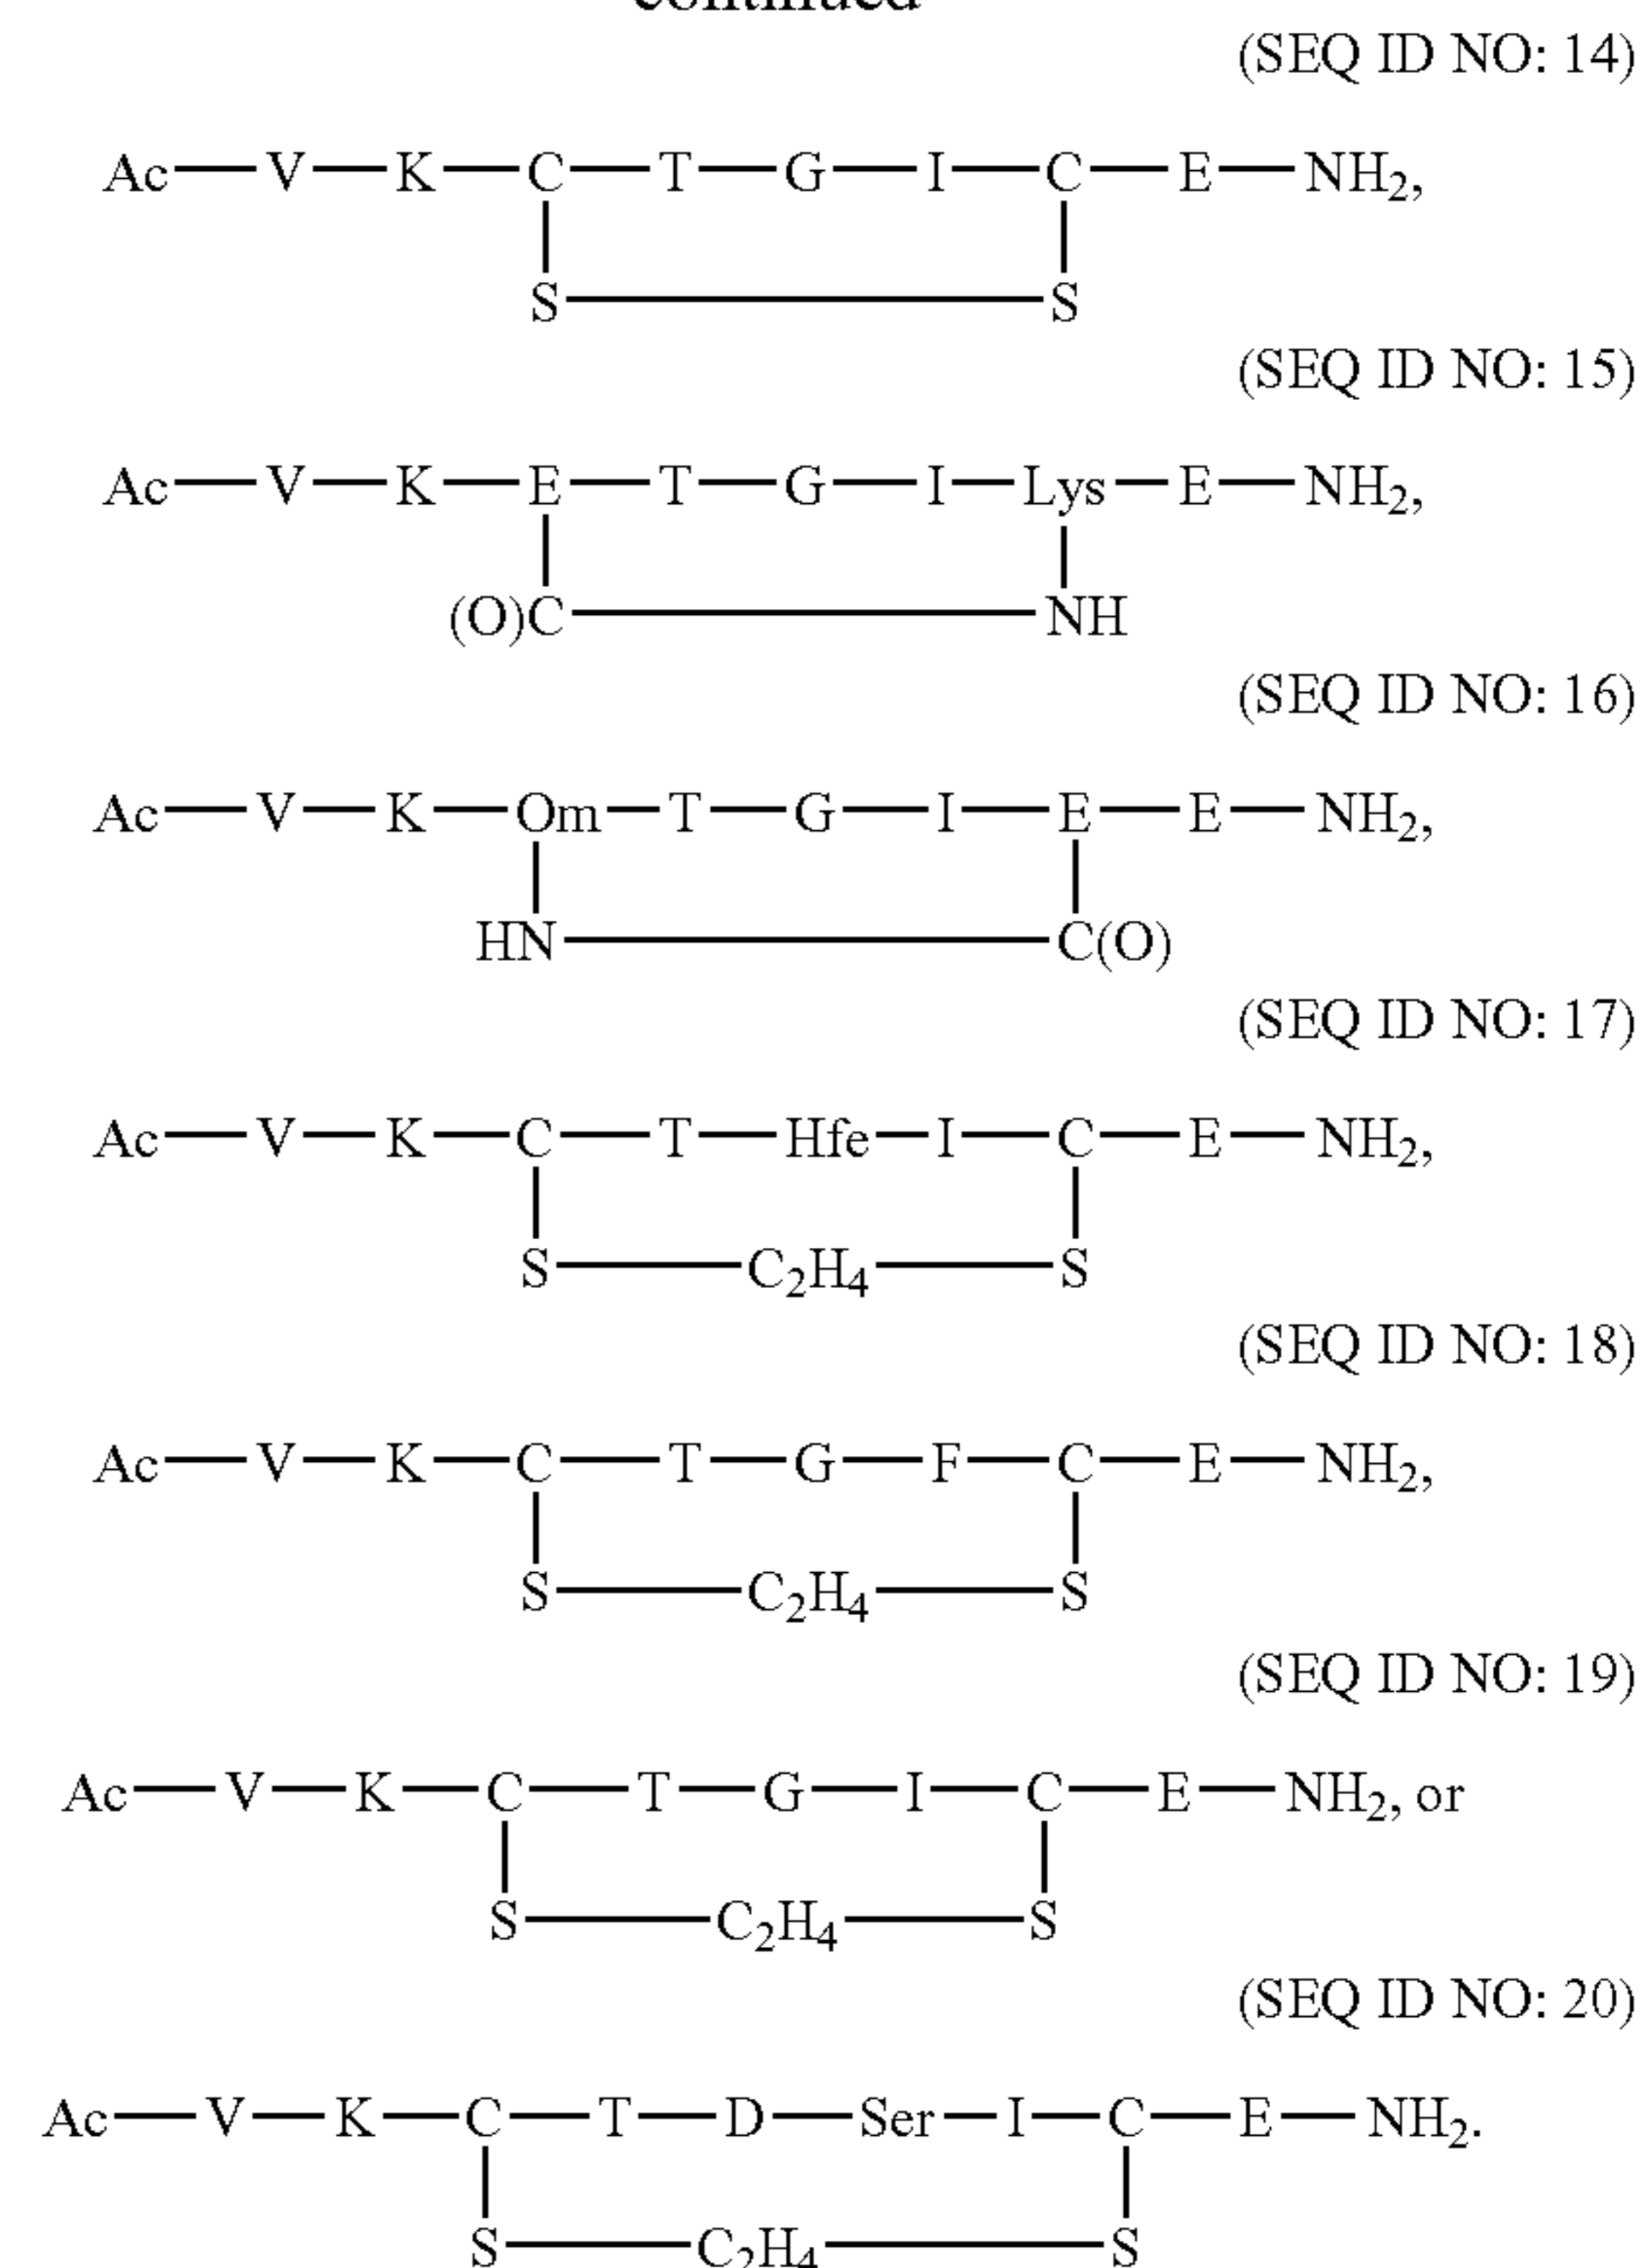 continued
(SEQ ID NO: 14)
Ac—V—K—C—T—G—I—C—E—NH₂,
S—S
(SEQ ID NO: 15)
Ac—V—K—E—T—G—I—Lys—E—NH₂,
(O)C—NH
(SEQ ID NO: 16)
Ac—V—K—Om—T—G—I—E—E—NH₂,
HN—C(O)
(SEQ ID NO: 17)
Ac—V—K—C—T—Hfe—I—C—E—NH₂,
S—C₂H₄—S
(SEQ ID NO: 18)
Ac—V—K—C—T—G—F—C—E—NH₂,
S—C₂H₄—S
(SEQ ID NO: 19)
Ac—V—K—C—T—G—I—C—E—NH₂, or
S—C₂H₄—S
(SEQ ID NO: 20)
Ac—V—K—C—T—D—Ser—I—C—E—NH₂.
S—C₂H₄—S